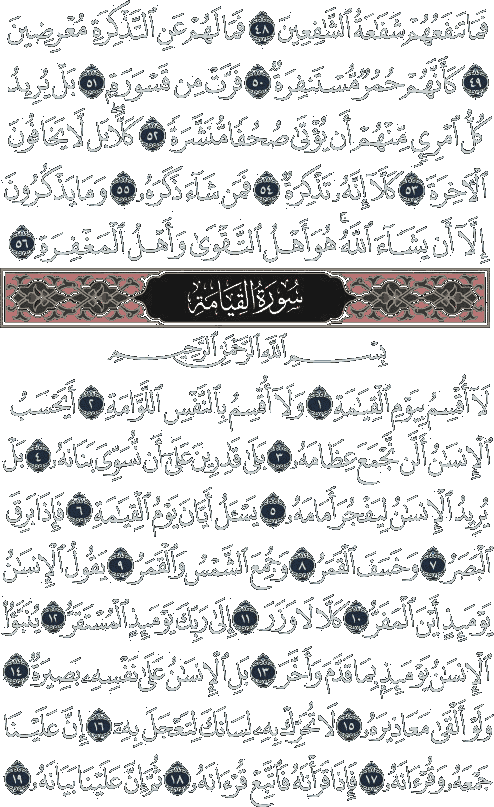 فَمَا تَنفَعُهُمْ شَفَٰعَةُ ٱلشَّٰفِعِينَ ٤٨ فَمَا لَهُمْ عَنِ ٱلتَّذْكِرَةِ مُعْرِضِينَ
٤٩ كَأَنَّهُمْ حُمُرٌ مُّسْتَنفِرَةٌ ٥٠ فَرَّتْ مِن قَسْوَرَةٍۭ ٥١ بَلْ يُرِيدُ
كُلُّ ٱمْرِئٍ مِّنْهُمْ أَن يُؤْتَىٰ صُحُفًا مُّنَشَّرَةً ٥٢ كَلَّاۖ بَل لَّا يَخَافُونَ
ٱلْـَٔاخِرَةَ ٥٣ كَلَّآ إِنَّهُۥ تَذْكِرَةٌ ٥٤ فَمَن شَآءَ ذَكَرَهُۥ ٥٥ وَمَا يَذْكُرُونَ
إِلَّآ أَن يَشَآءَ ٱللَّهُۚ هُوَ أَهْلُ ٱلتَّقْوَىٰ وَأَهْلُ ٱلْمَغْفِرَةِ ٥٦
سُورَةُ القِيَامَةِ
بِسْمِ ٱللَّهِ ٱلرَّحْمَٰنِ ٱلرَّحِيمِ
لَآ أُقْسِمُ بِيَوْمِ ٱلْقِيَٰمَةِ ١ وَلَآ أُقْسِمُ بِٱلنَّفْسِ ٱللَّوَّامَةِ ٢ أَيَحْسَبُ
ٱلْإِنسَٰنُ أَلَّن نَّجْمَعَ عِظَامَهُۥ ٣ بَلَىٰ قَٰدِرِينَ عَلَىٰٓ أَن نُّسَوِّىَ بَنَانَهُۥ ٤ بَلْ
يُرِيدُ ٱلْإِنسَٰنُ لِيَفْجُرَ أَمَامَهُۥ ٥ يَسْـَٔلُ أَيَّانَ يَوْمُ ٱلْقِيَٰمَةِ ٦ فَإِذَا بَرِقَ
ٱلْبَصَرُ ٧ وَخَسَفَ ٱلْقَمَرُ ٨ وَجُمِعَ ٱلشَّمْسُ وَٱلْقَمَرُ ٩ يَقُولُ ٱلْإِنسَٰنُ
يَوْمَئِذٍ أَيْنَ ٱلْمَفَرُّ ١٠ كَلَّا لَا وَزَرَ ١١ إِلَىٰ رَبِّكَ يَوْمَئِذٍ ٱلْمُسْتَقَرُّ ١٢ يُنَبَّؤُا۟
ٱلْإِنسَٰنُ يَوْمَئِذٍۭ بِمَا قَدَّمَ وَأَخَّرَ ١٣ بَلِ ٱلْإِنسَٰنُ عَلَىٰ نَفْسِهِۦ بَصِيرَةٌ ١٤
وَلَوْ أَلْقَىٰ مَعَاذِيرَهُۥ ١٥ لَا تُحَرِّكْ بِهِۦ لِسَانَكَ لِتَعْجَلَ بِهِۦٓ ١٦ إِنَّ عَلَيْنَا
جَمْعَهُۥ وَقُرْءَانَهُۥ ١٧ فَإِذَا قَرَأْنَٰهُ فَٱتَّبِعْ قُرْءَانَهُۥ ١٨ ثُمَّ إِنَّ عَلَيْنَا بَيَانَهُۥ ١٩